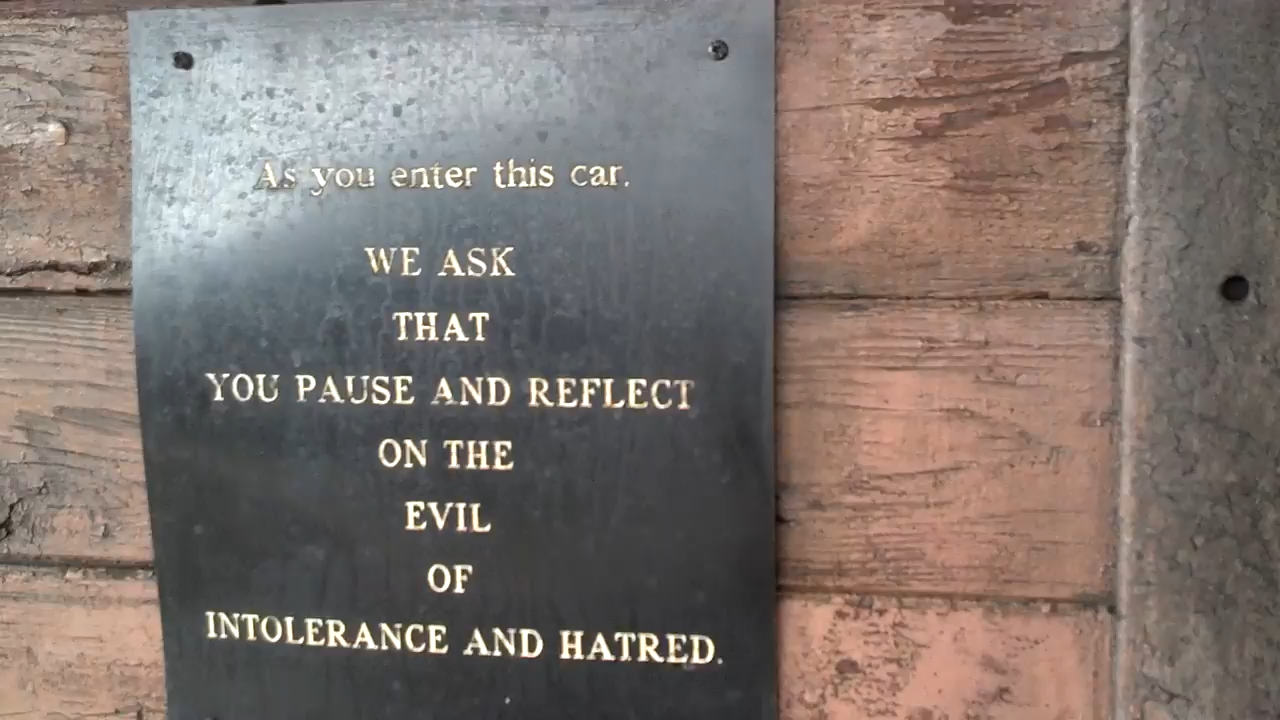 As you enter this car.
WE ASK
THAT
YOU PAUSE AND REFLECT
ON THE
EVIL
OF
INTOLERANCE AND HATRED.